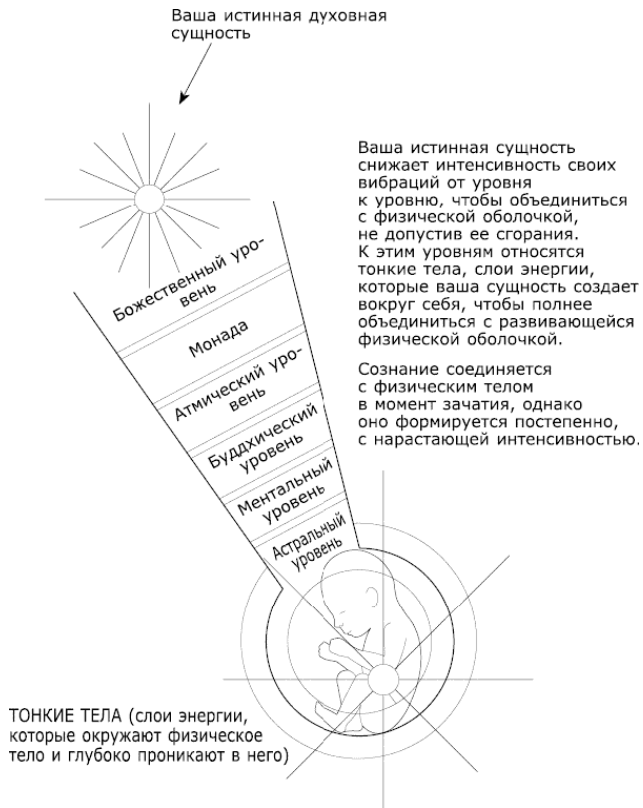 Ваша истинная духовная
сущность
Ваша истинная сущность
снижает интенсивность своих
вибраций от уровня
к уровню, чтобы объединиться
с физической оболочкой,
не допустив ее сгорания.
К этим уровням относятся
тонкие тела, слои энергии,
которые ваша сущность создает
вокруг себя, чтобы полнее
объединиться с развивающейся
физической оболочкой.
Сознание соединяется
с физическим телом
в момент зачатия, однако
оно формируется постепенно,
с нарастающей интенсивностью.
Божественный уро-
вень
Монада
Атмический уро-
вень
Буддхический
уровень
Ментальный
уровень
Астральный
уровень
ТОНКИЕ ТЕЛА (слои энергии,
которые окружают физическое
тело и глубоко проникают в него)